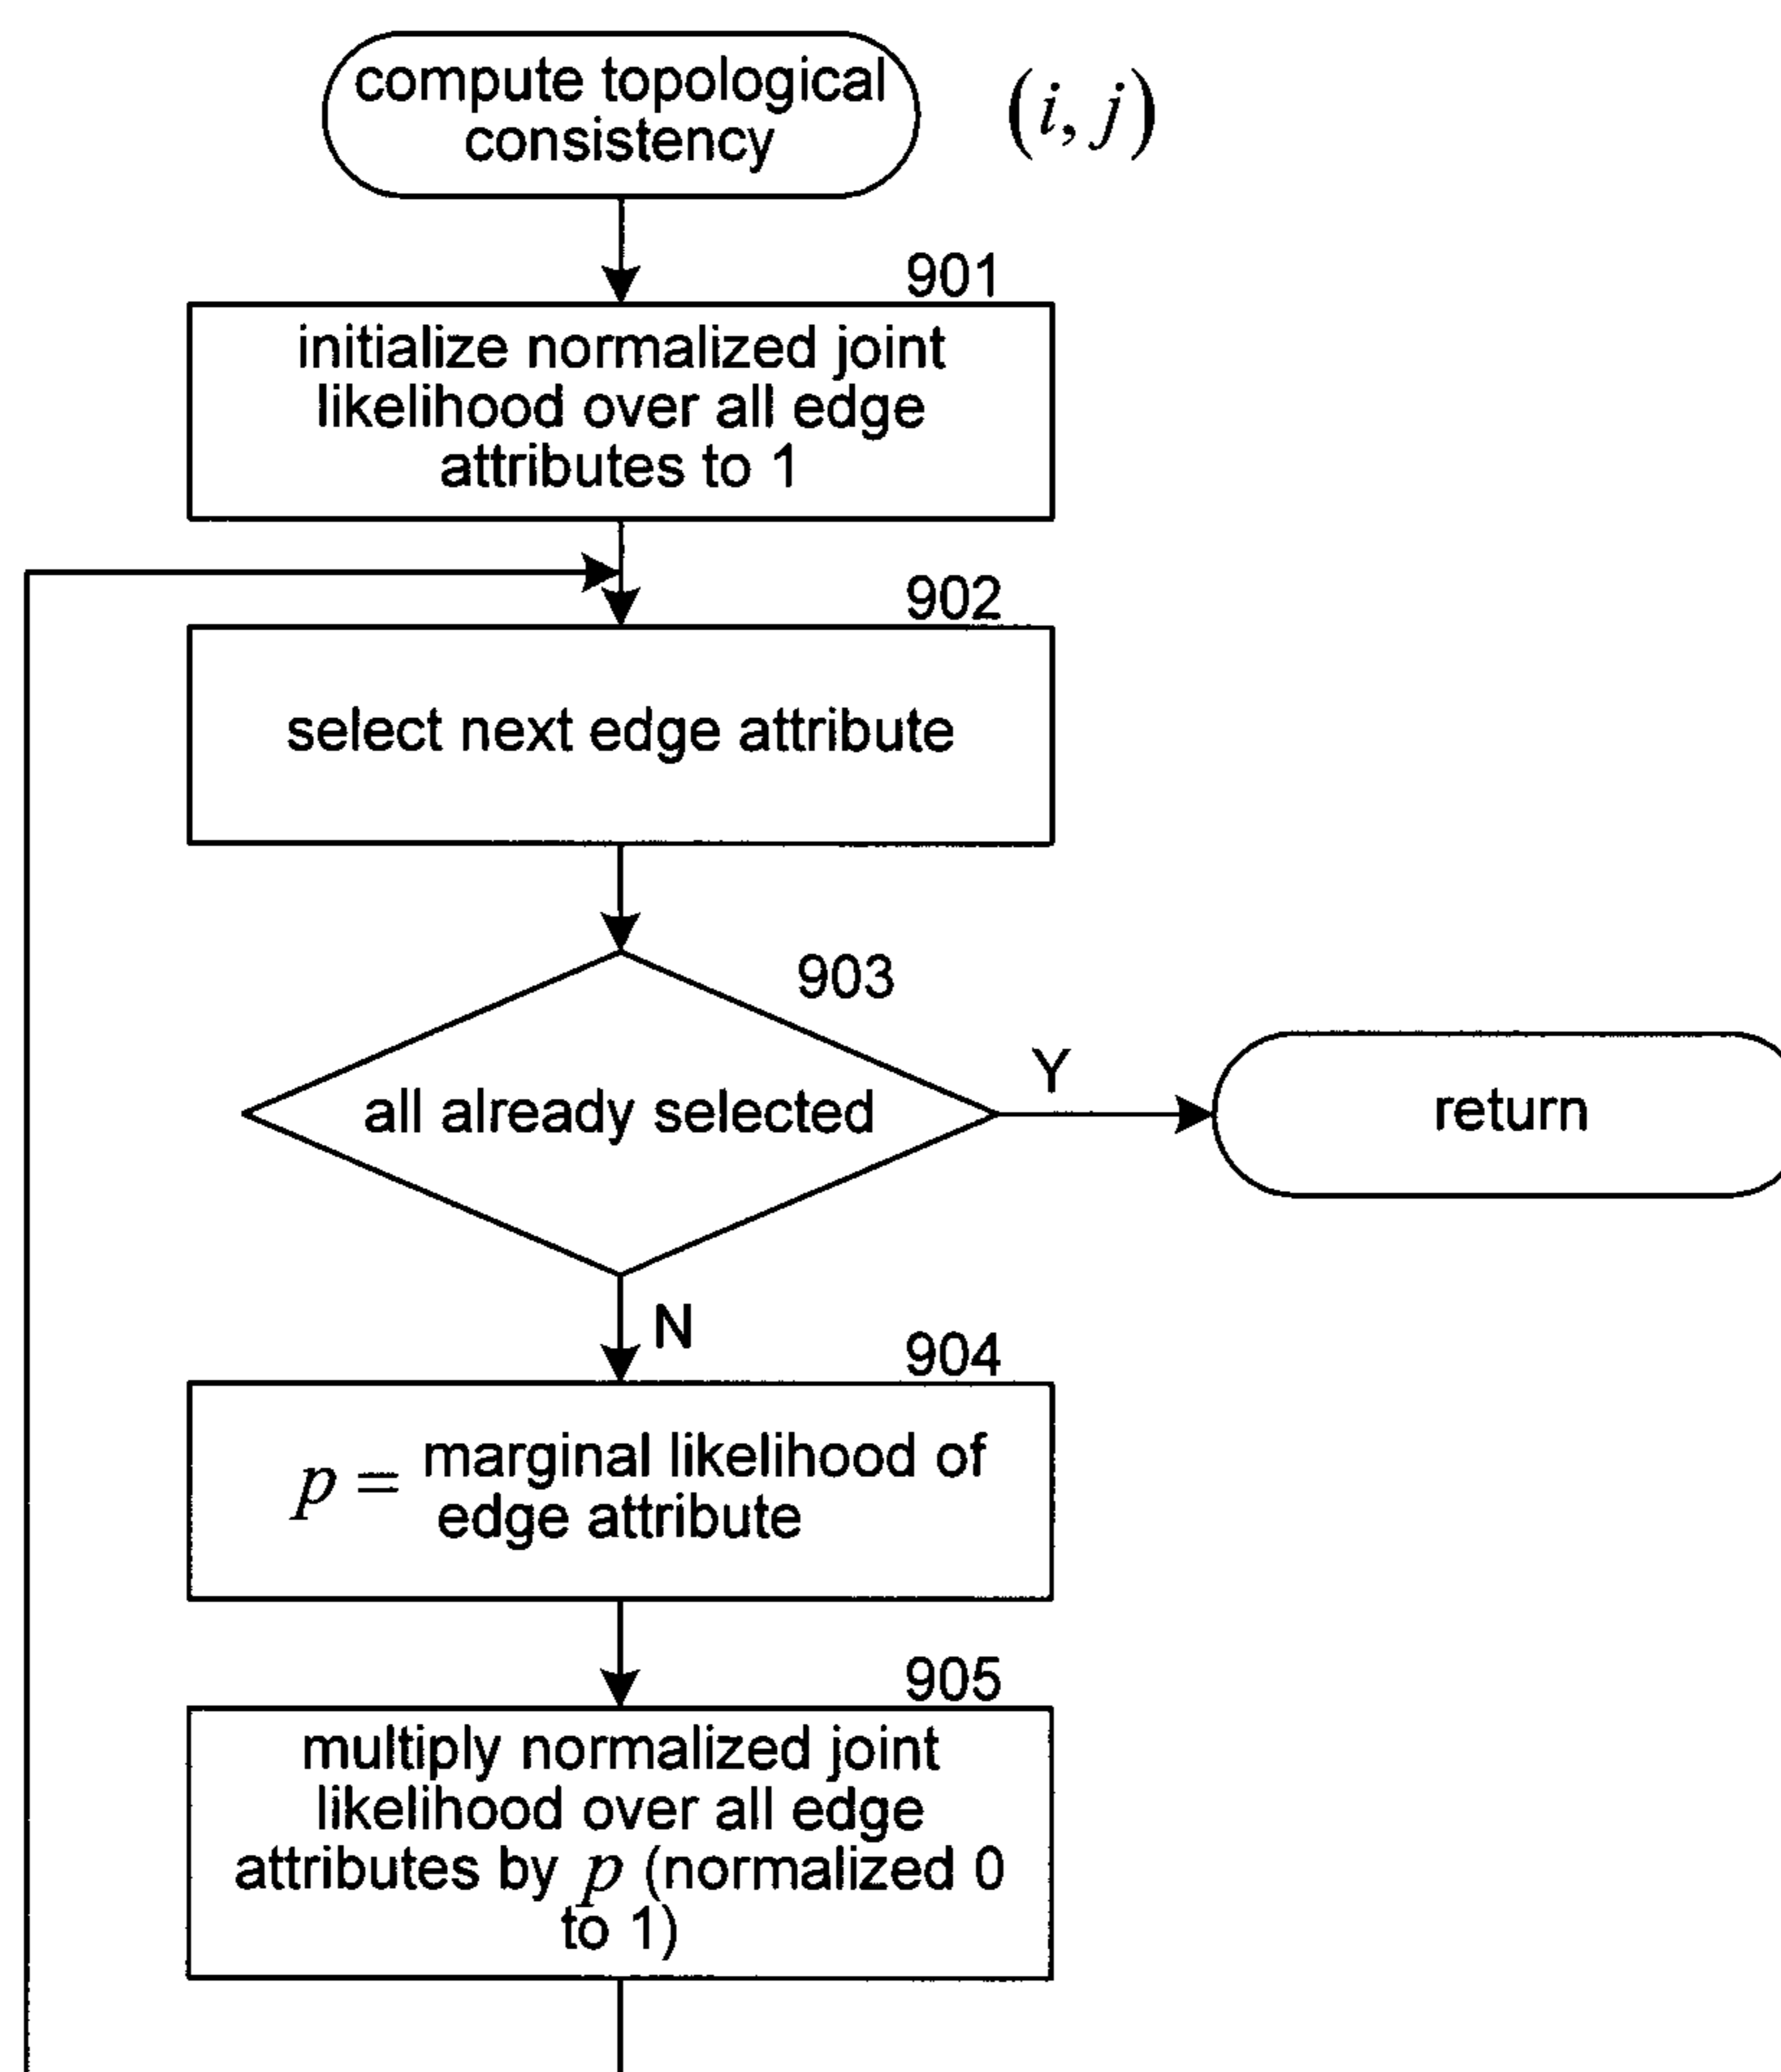 compute topological
consistency
(i, j)
901
initialize normalized joint
likelihood over all edge
attributes to 1
902
select next edge attribute
903
all already selected
Y
return
N
904
p = marginal likelihood of
edge attribute
905
multiply normalized joint
likelihood over all edge
attributes by p (normalized 0
to 1)